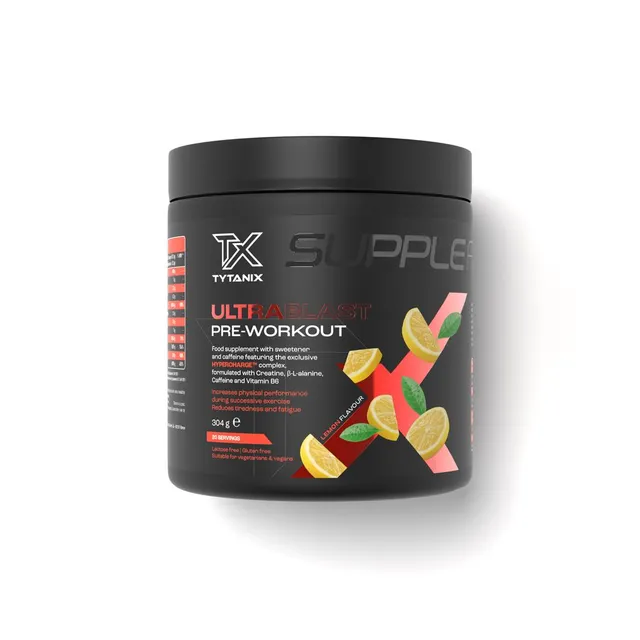 TX
TYTANIX
SUPPLE
ULTRABLAST
PRE-WORKOUT
Food supplement with sweetener
and caffeine featuring the exclusive
HYPERCHARGE™ complex,
formulated with Creatine, β-L-alanine,
Caffeine and Vitamin B6
Increases physical performance
during successive exercise
Reduces tiredness and fatigue
304 g ℮
SERVINGS
Lactose free | Gluten free
Suitable for vegetarians & vegans
LEMON FLAVOUR